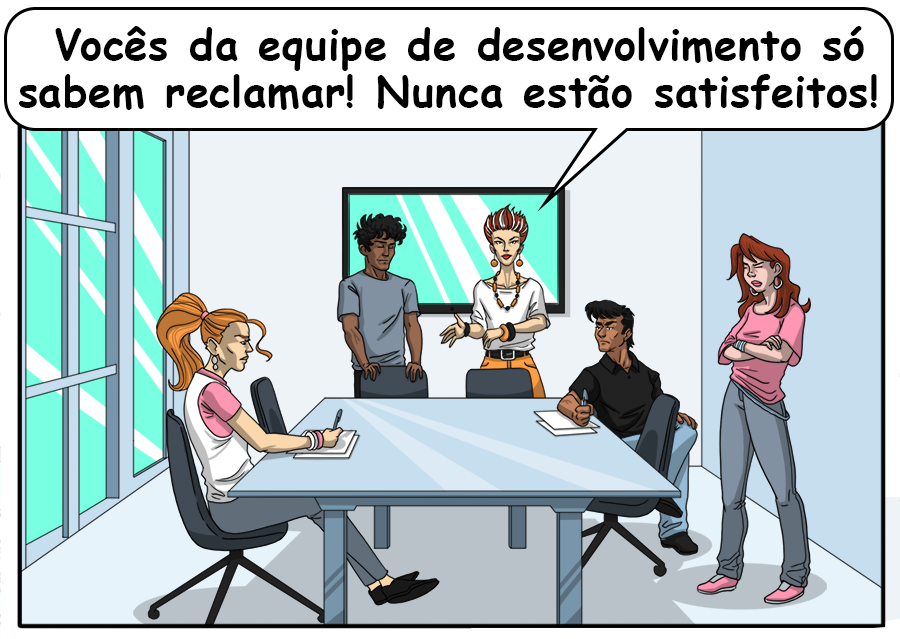 Vocês da equipe de desenvolvimento só
sabem reclamar! Nunca estão satisfeitos!